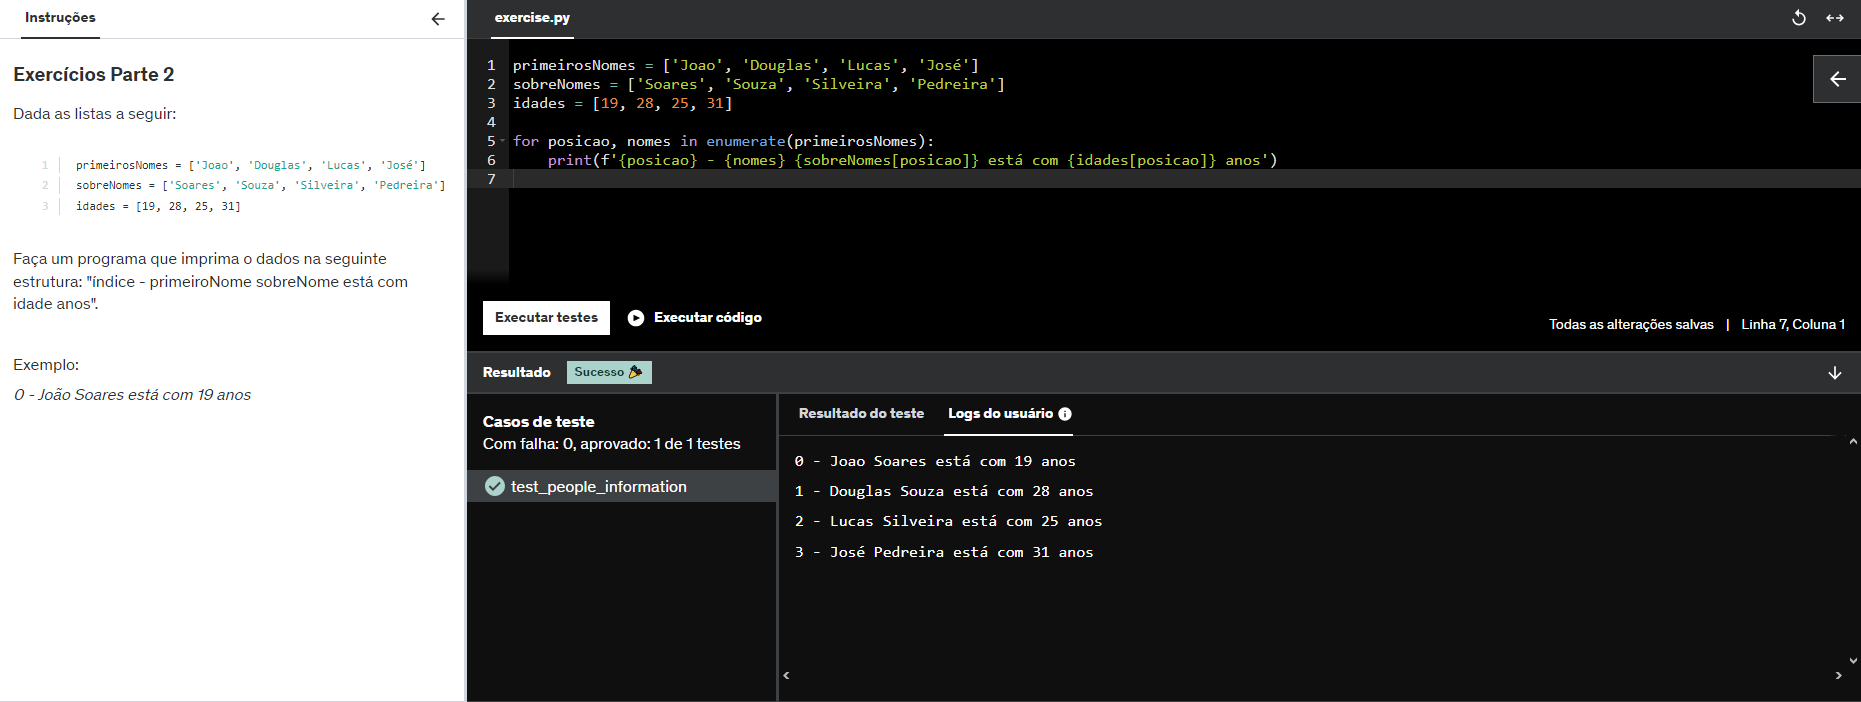 Instruções
Exercícios Parte 2
Dada as listas a seguir:
1 primeirosNomes = ['Joao', 'Douglas', 'Lucas', 'José']
2 sobreNomes = ['Soares', 'Souza', 'Silveira', 'Pedreira']
3 idades = [19, 28, 25, 31]
Faça um programa que imprima o dados na seguinte
estrutura: "índice - primeiroNome sobreNome está com
idade anos".
Exemplo:
0 - João Soares está com 19 anos
exercise.py
1 primeirosNomes = ['Joao', 'Douglas', 'Lucas', 'José']
2 sobreNomes = ['Soares', 'Souza', 'Silveira', 'Pedreira']
3 idades = [19, 28, 25, 31]
4
5 for posicao, nomes in enumerate(primeirosNomes):
6 print(f'{posicao} - {nomes} {sobreNomes[posicao]} está com {idades[posicao]} anos')
7
Executar testes Executar código
Todas as alterações salvas | Linha 7, Coluna 1
Resultado Sucesso
Casos de teste
Com falha: 0, aprovado: 1 de 1 testes
test_people_information
Resultado do teste Logs do usuário
0 - Joao Soares está com 19 anos
1 - Douglas Souza está com 28 anos
2 - Lucas Silveira está com 25 anos
3 - José Pedreira está com 31 anos